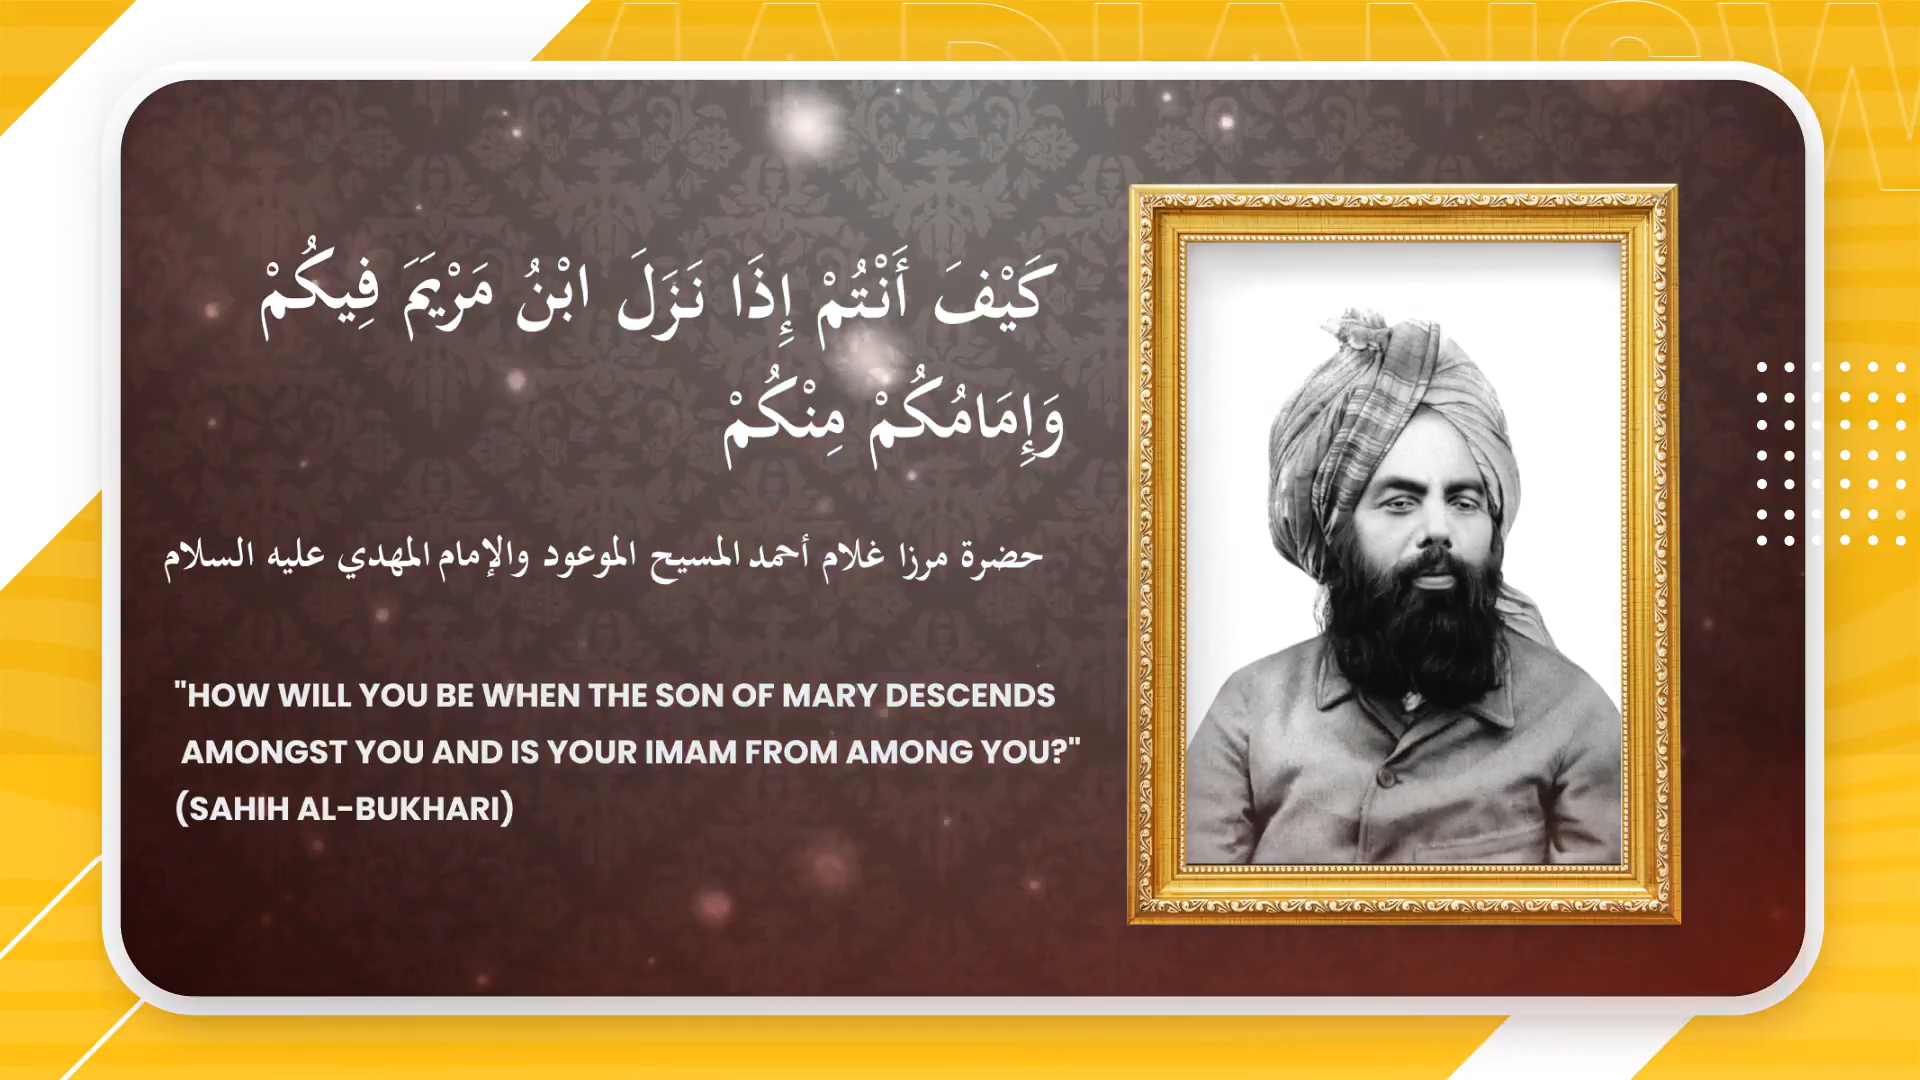 كَيْفَ أَنْتُمْ إِذَا نَزَلَ ابْنُ مَرْيَمَ فِيكُمْ
وَإِمَامُكُمْ مِنْكُمْ
حضرة مرزا غلام أحمد المسيح الموعود والإمام المهدي عليه السلام
"HOW WILL YOU BE WHEN THE SON OF MARY DESCENDS
AMONGST YOU AND IS YOUR IMAM FROM AMONG YOU?"
(SAHIH AL-BUKHARI)